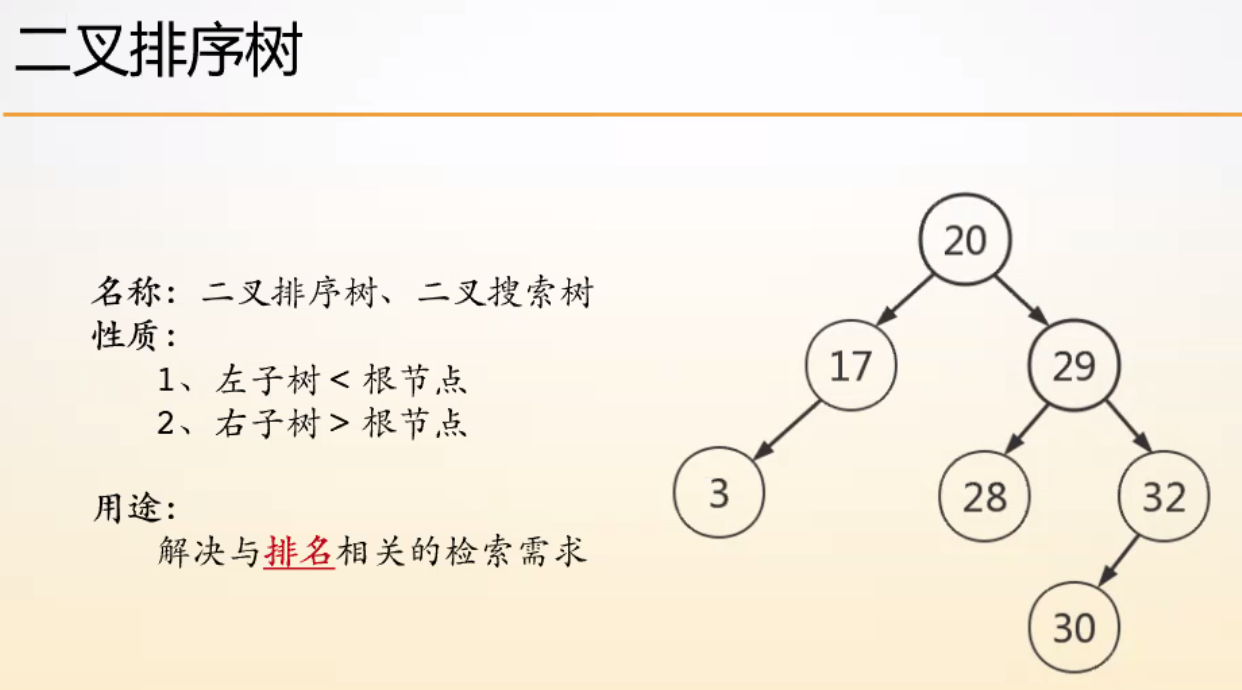 二叉排序树
名称：二叉排序树、二叉搜索树
性质：
1、左子树 < 根节点
2、右子树 > 根节点
用途：
解决与排名相关的检索需求
20
17 29
3 28 32
30